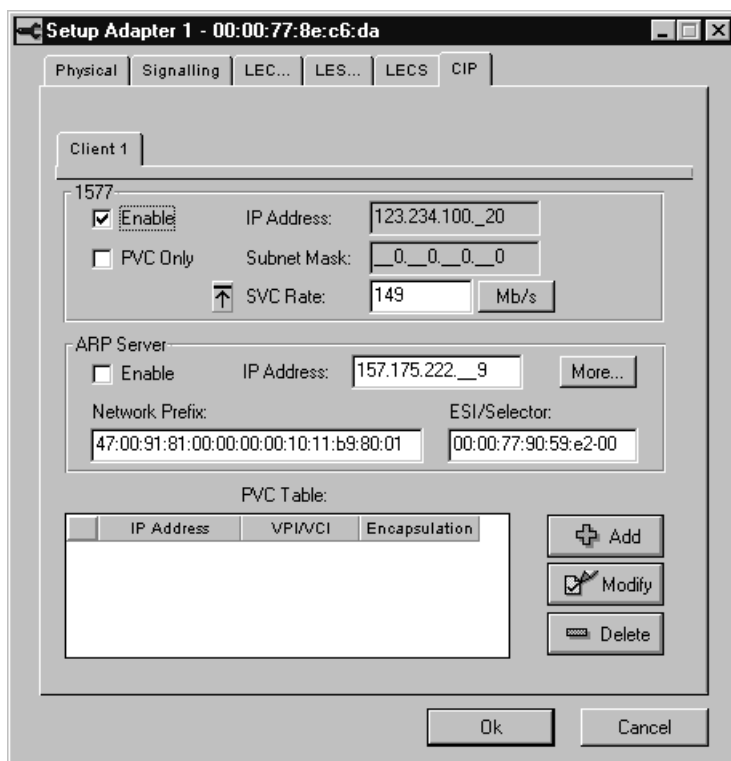 Setup Adapter 1 - 00:00:77:8e:c6:da
Physical Signalling LEC... LES... LECS CIP
Client 1
1577
Enable IP Address: 123.234.100._20
PVC Only Subnet Mask: __0.__0.__0.__0
SVC Rate: 149 Mb/s
ARP Server
Enable IP Address: 157.175.222.__9 More...
Network Prefix: ESI/Selector:
47:00:91:81:00:00:00:00:10:11:b9:80:01 00:00:77:90:59:e2-00
PVC Table:
IP Address VPI/VCI Encapsulation
Add
Modify
Delete
Ok Cancel